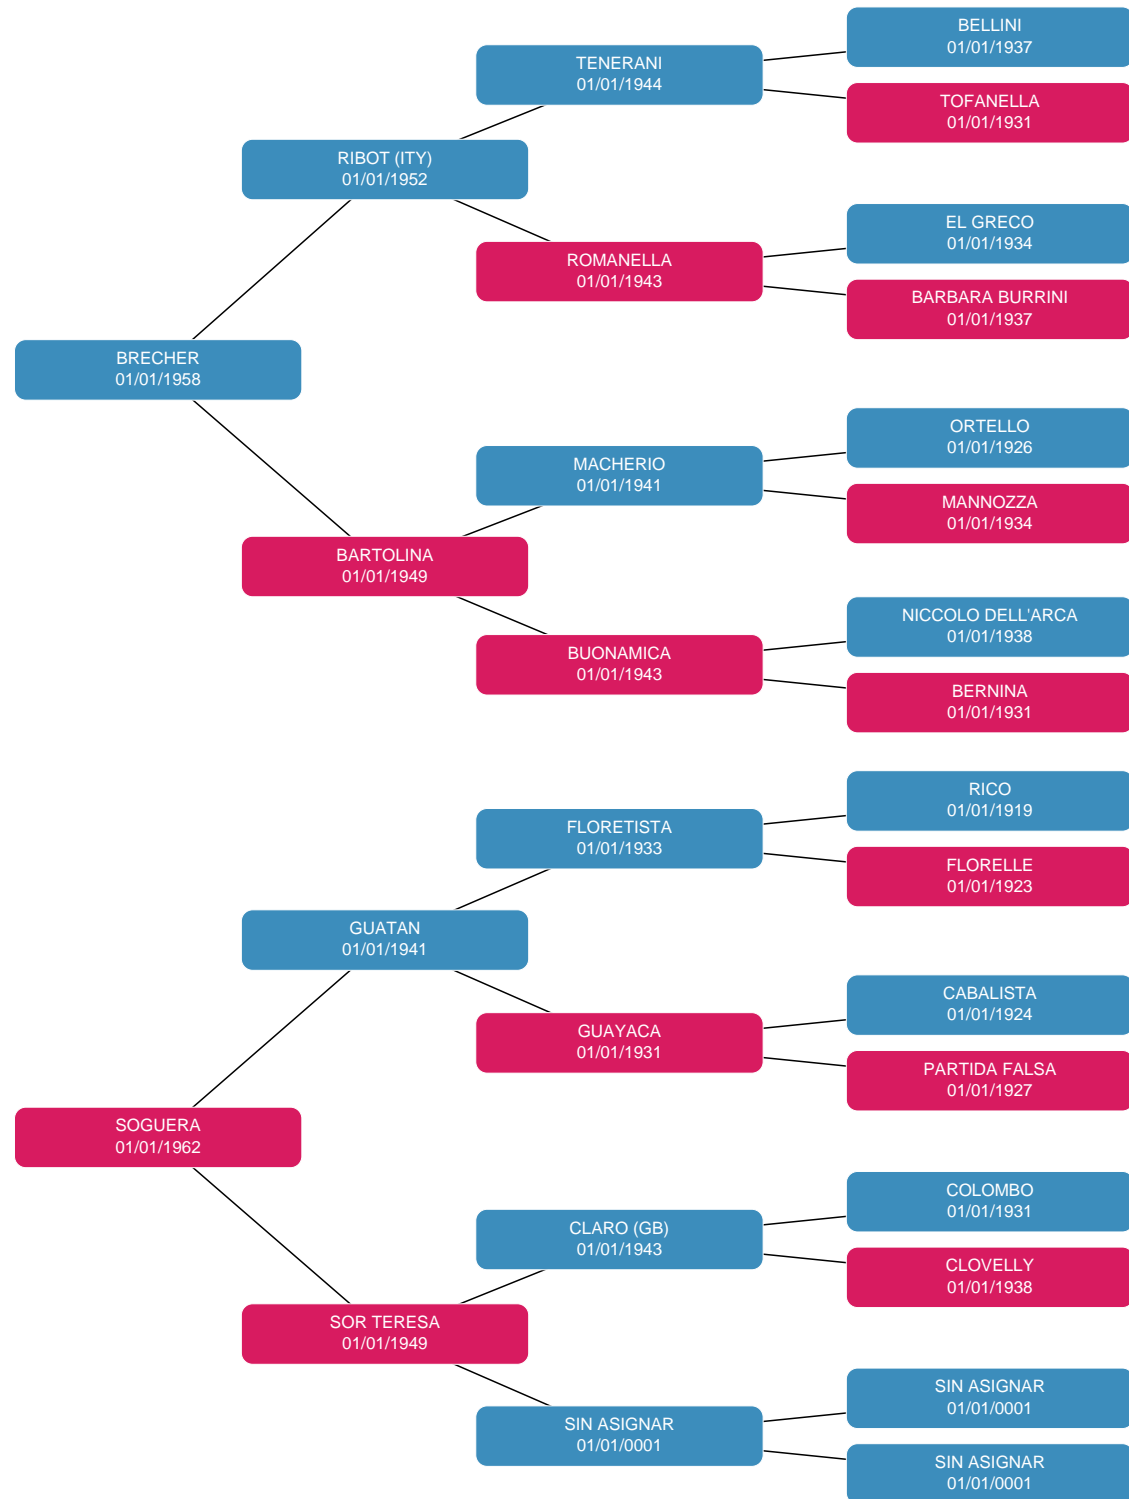 BELLINI
01/01/1937
TENERANI
01/01/1944
TOFANELLA
01/01/1931
RIBOT (ITY)
01/01/1952
EL GRECO
01/01/1934
ROMANELLA
01/01/1943
BARBARA BURRINI
01/01/1937
BRECHER
01/01/1958
ORTELLO
01/01/1926
MACHERIO
01/01/1941
MANNOZZA
01/01/1934
BARTOLINA
01/01/1949
NICCOLO DELL'ARCA
01/01/1938
BUONAMICA
01/01/1943
BERNINA
01/01/1931
RICO
01/01/1919
FLORETISTA
01/01/1933
FLORELLE
01/01/1923
GUATAN
01/01/1941
CABALISTA
01/01/1924
GUAYACA
01/01/1931
PARTIDA FALSA
01/01/1927
SOGUERA
01/01/1962
COLOMBO
01/01/1931
CLARO (GB)
01/01/1943
CLOVELLY
01/01/1938
SOR TERESA
01/01/1949
SIN ASIGNAR
01/01/0001
SIN ASIGNAR
01/01/0001
SIN ASIGNAR
01/01/0001